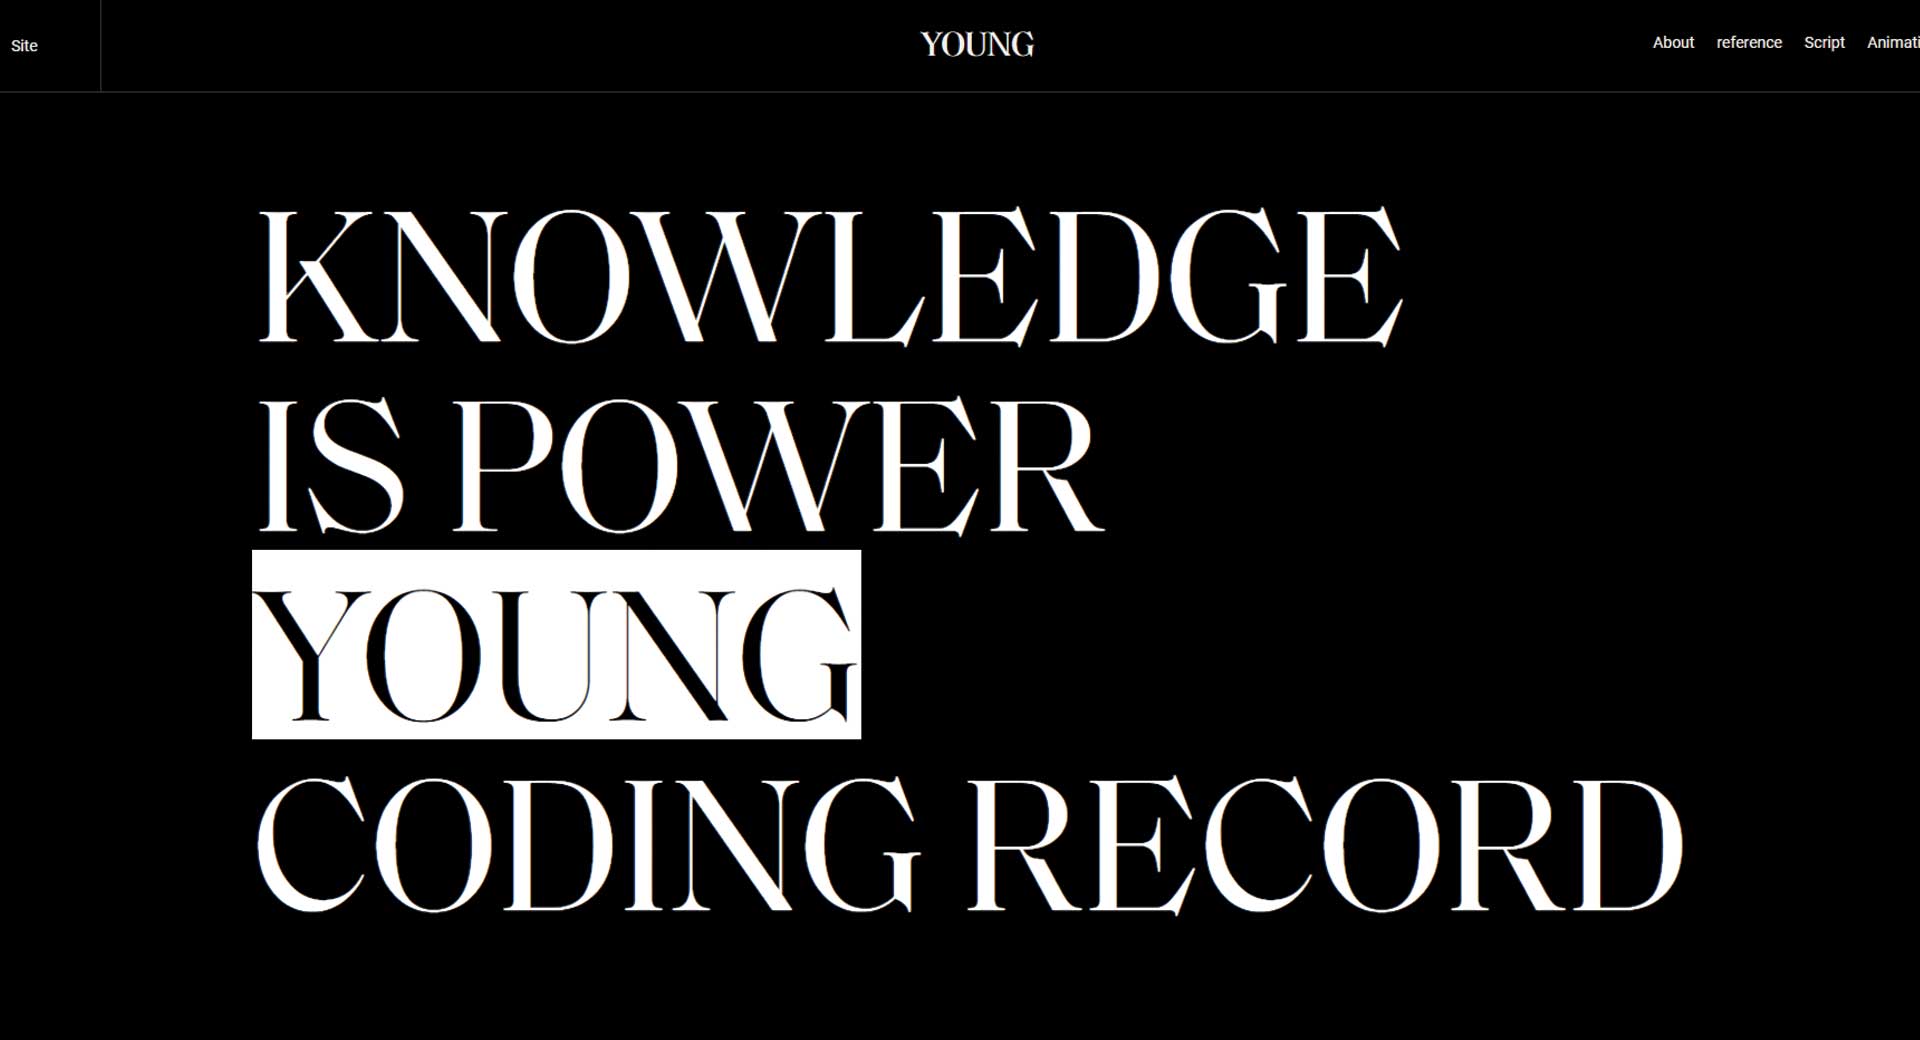 Site
YOUNG
About reference Script
KNOWLEDGE
IS POWER
YOUNG
CODING RECORD